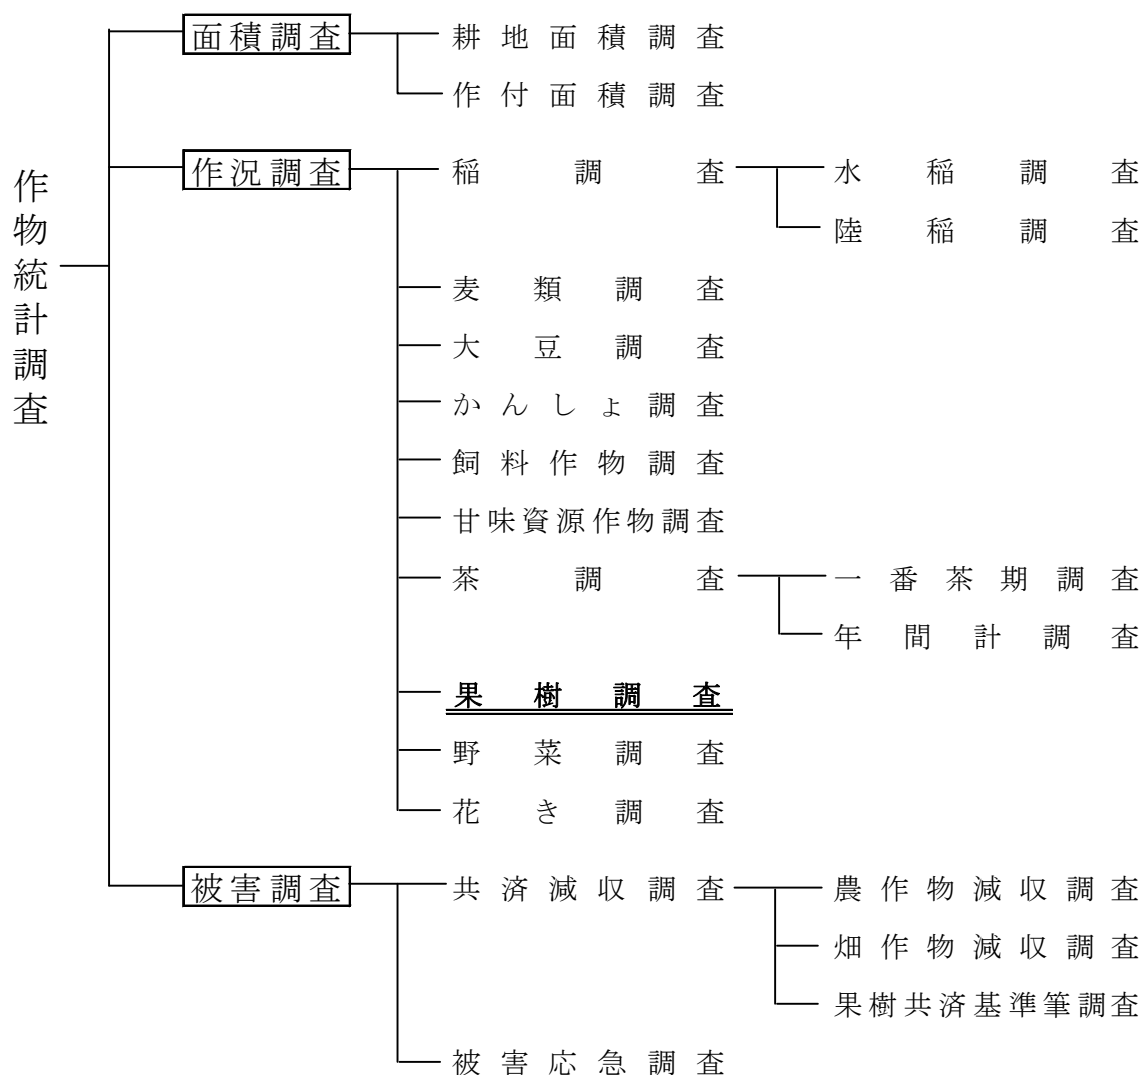 作物統計調査
面積調査
耕地面積調査
作付面積調査
作況調査
稲調査
水稲調査
陸稲調査
麦類調査
大豆調査
かんしょ調査
飼料作物調査
甘味資源作物調査
茶調査
一番茶期調査
年間計調査
果樹調査
野菜調査
花き調査
被害調査
共済減収調査
農作物減収調査
畑作物減収調査
果樹共済基準筆調査
被害応急調査